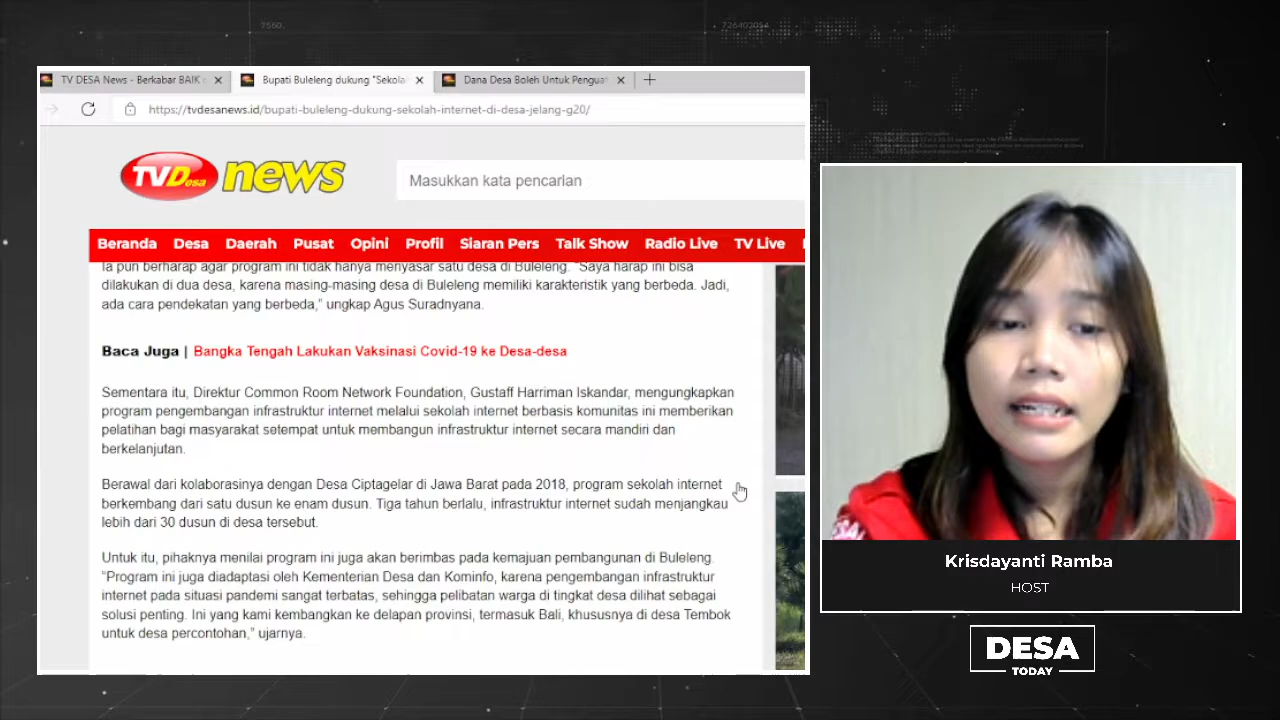 7560.
726402054
TV DESA News - Berkabar BAIK
Bupati Buleleng dukung "Sekola
Dana Desa Boleh Untuk Pengua
https://tvdesanews.id/bupati-buleleng-dukung-sekolah-internet-di-desa-jelang-g20/
TVDesa news
Masukkan kata pencarian
Beranda Desa Daerah Pusat Opini Profil Siaran Pers Talk Show Radio Live TV Live
Ia pun berharap agar program ini tidak hanya menyasar satu desa di Buleleng. "Saya harap ini bisa
dilakukan di dua desa, karena masing-masing desa di Buleleng memiliki karakteristik yang berbeda. Jadi,
ada cara pendekatan yang berbeda," ungkap Agus Suradnyana.
Baca Juga | Bangka Tengah Lakukan Vaksinasi Covid-19 ke Desa-desa
Sementara itu, Direktur Common Room Network Foundation, Gustaff Harriman Iskandar, mengungkapkan
program pengembangan infrastruktur internet melalui sekolah internet berbasis komunitas ini memberikan
pelatihan bagi masyarakat setempat untuk membangun infrastruktur internet secara mandiri dan
berkelanjutan.
Berawal dari kolaborasinya dengan Desa Ciptagelar di Jawa Barat pada 2018, program sekolah internet
berkembang dari satu dusun ke enam dusun. Tiga tahun berlalu, infrastruktur internet sudah menjangkau
lebih dari 30 dusun di desa tersebut.
Untuk itu, pihaknya menilai program ini juga akan berimbas pada kemajuan pembangunan di Buleleng.
"Program ini juga diadaptasi oleh Kementerian Desa dan Kominfo, karena pengembangan infrastruktur
internet pada situasi pandemi sangat terbatas, sehingga pelibatan warga di tingkat desa dilihat sebagai
solusi penting. Ini yang kami kembangkan ke delapan provinsi, termasuk Bali, khususnya di desa Tembok
untuk desa percontohan," ujarnya.
Krisdayanti Ramba
HOST
DESA
TODAY